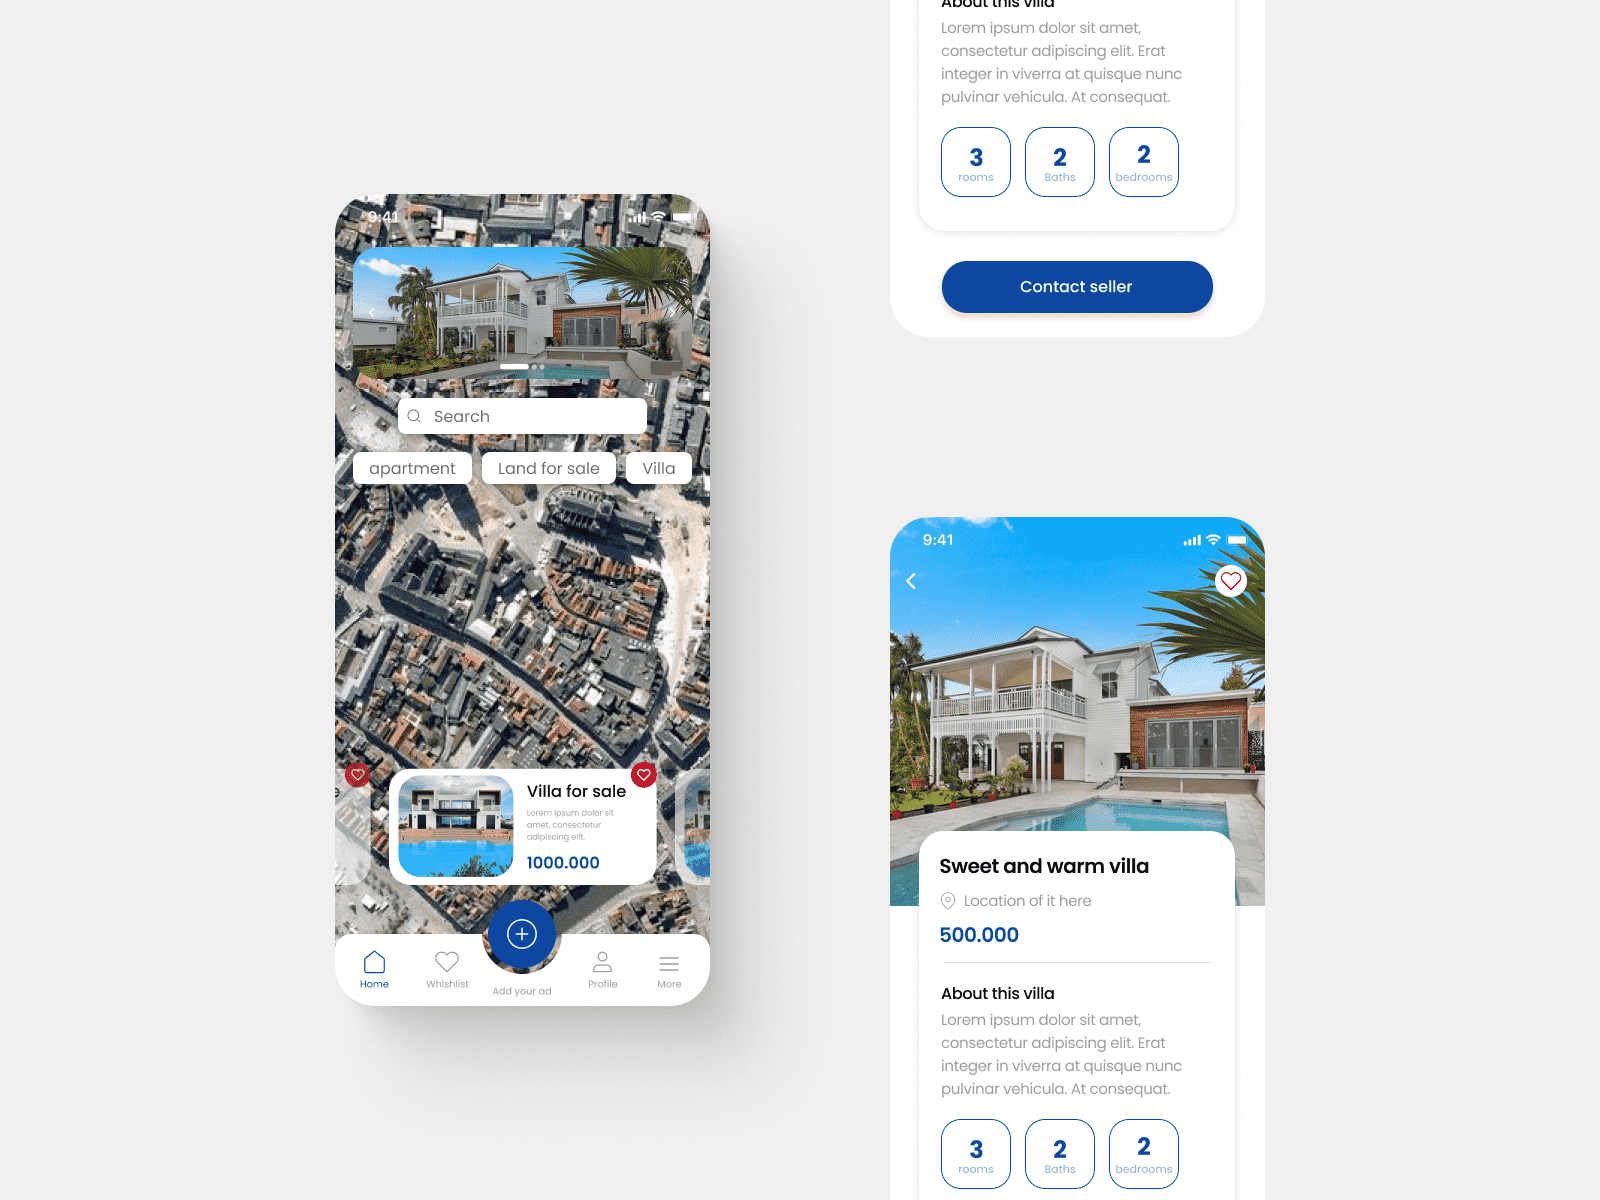 9:41
Search
apartment
Land for sale
Villa
e
Villa for sale
Lorem ipsum dolor sit
amet, consectetur
adipiscing elit.
1000.000
Home
Whishlist
Add your ad
Profile
More
About this villa
Lorem ipsum dolor sit amet,
consectetur adipiscing elit. Erat
integer in viverra at quisque nunc
pulvinar vehicula. At consequat.
3
rooms
2
Baths
2
bedrooms
Contact seller
9:41
Sweet and warm villa
Location of it here
500.000
About this villa
Lorem ipsum dolor sit amet,
consectetur adipiscing elit. Erat
integer in viverra at quisque nunc
pulvinar vehicula. At consequat.
3
rooms
2
Baths
2
bedrooms